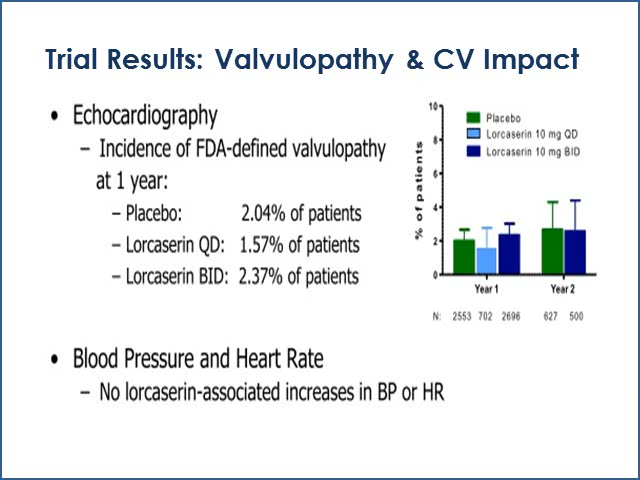 Trial Results: Valvulopathy & CV Impact
• Echocardiography
– Incidence of FDA-defined valvulopathy
at 1 year:
– Placebo: 2.04% of patients
– Lorcaserin QD: 1.57% of patients
– Lorcaserin BID: 2.37% of patients
% of patients
10
8
6
4
2
0
Placebo
Lorcaserin 10 mg QD
Lorcaserin 10 mg BID
Year 1 Year 2
N: 2553 702 2696 627 500
• Blood Pressure and Heart Rate
– No lorcaserin-associated increases in BP or HR